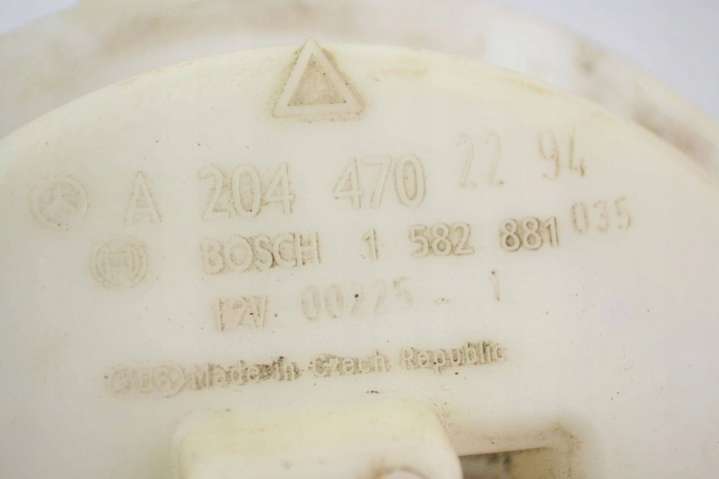 A 204 470 22 94
BOSCH 1 582 881 035
12V 00225 - 1
Made in Czech Republic